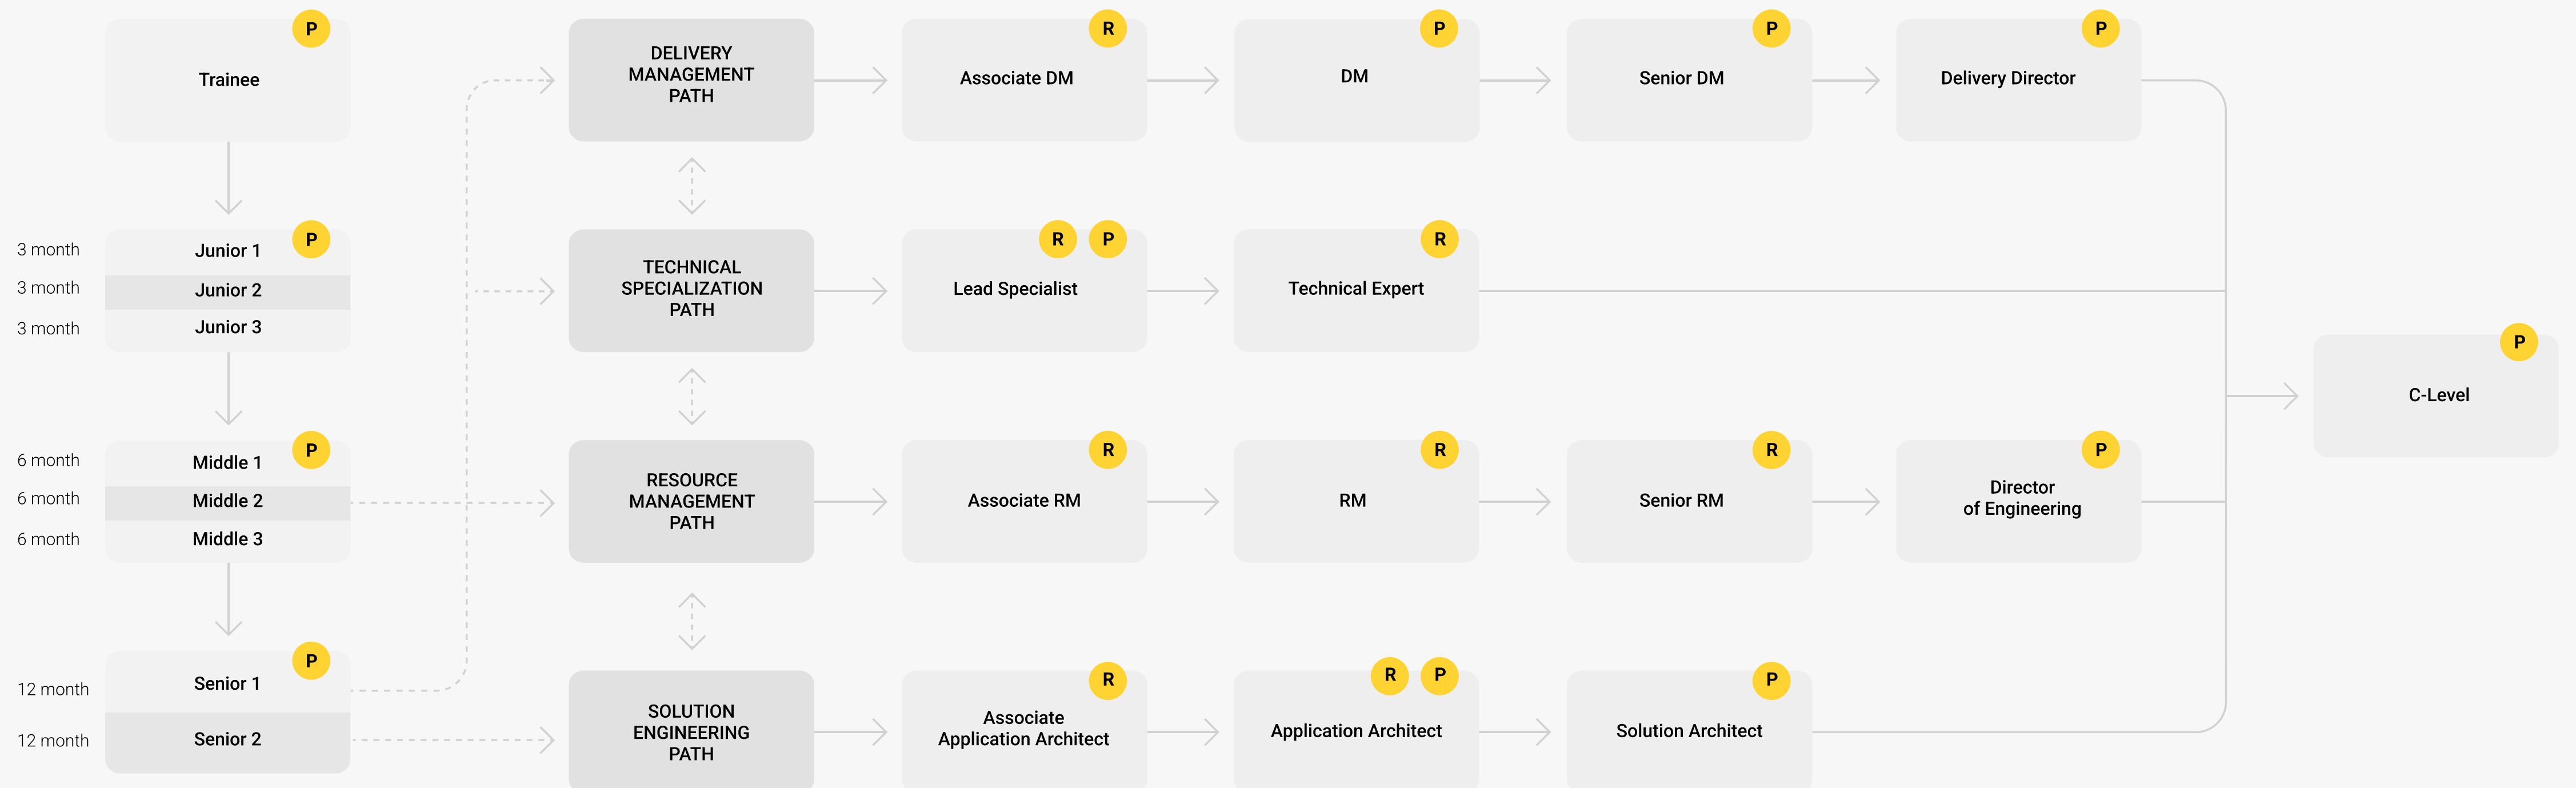 P
Trainee
3 month
Junior 1
P
3 month
Junior 2
3 month
Junior 3
6 month
Middle 1
P
6 month
Middle 2
6 month
Middle 3
12 month
Senior 1
P
12 month
Senior 2
DELIVERY
MANAGEMENT
PATH
R
Associate DM
P
DM
P
Senior DM
P
Delivery Director
TECHNICAL
SPECIALIZATION
PATH
R P
Lead Specialist
R
Technical Expert
RESOURCE
MANAGEMENT
PATH
R
Associate RM
R
RM
R
Senior RM
P
Director
of Engineering
SOLUTION
ENGINEERING
PATH
R
Associate
Application Architect
R P
Application Architect
P
Solution Architect
P
C-Level